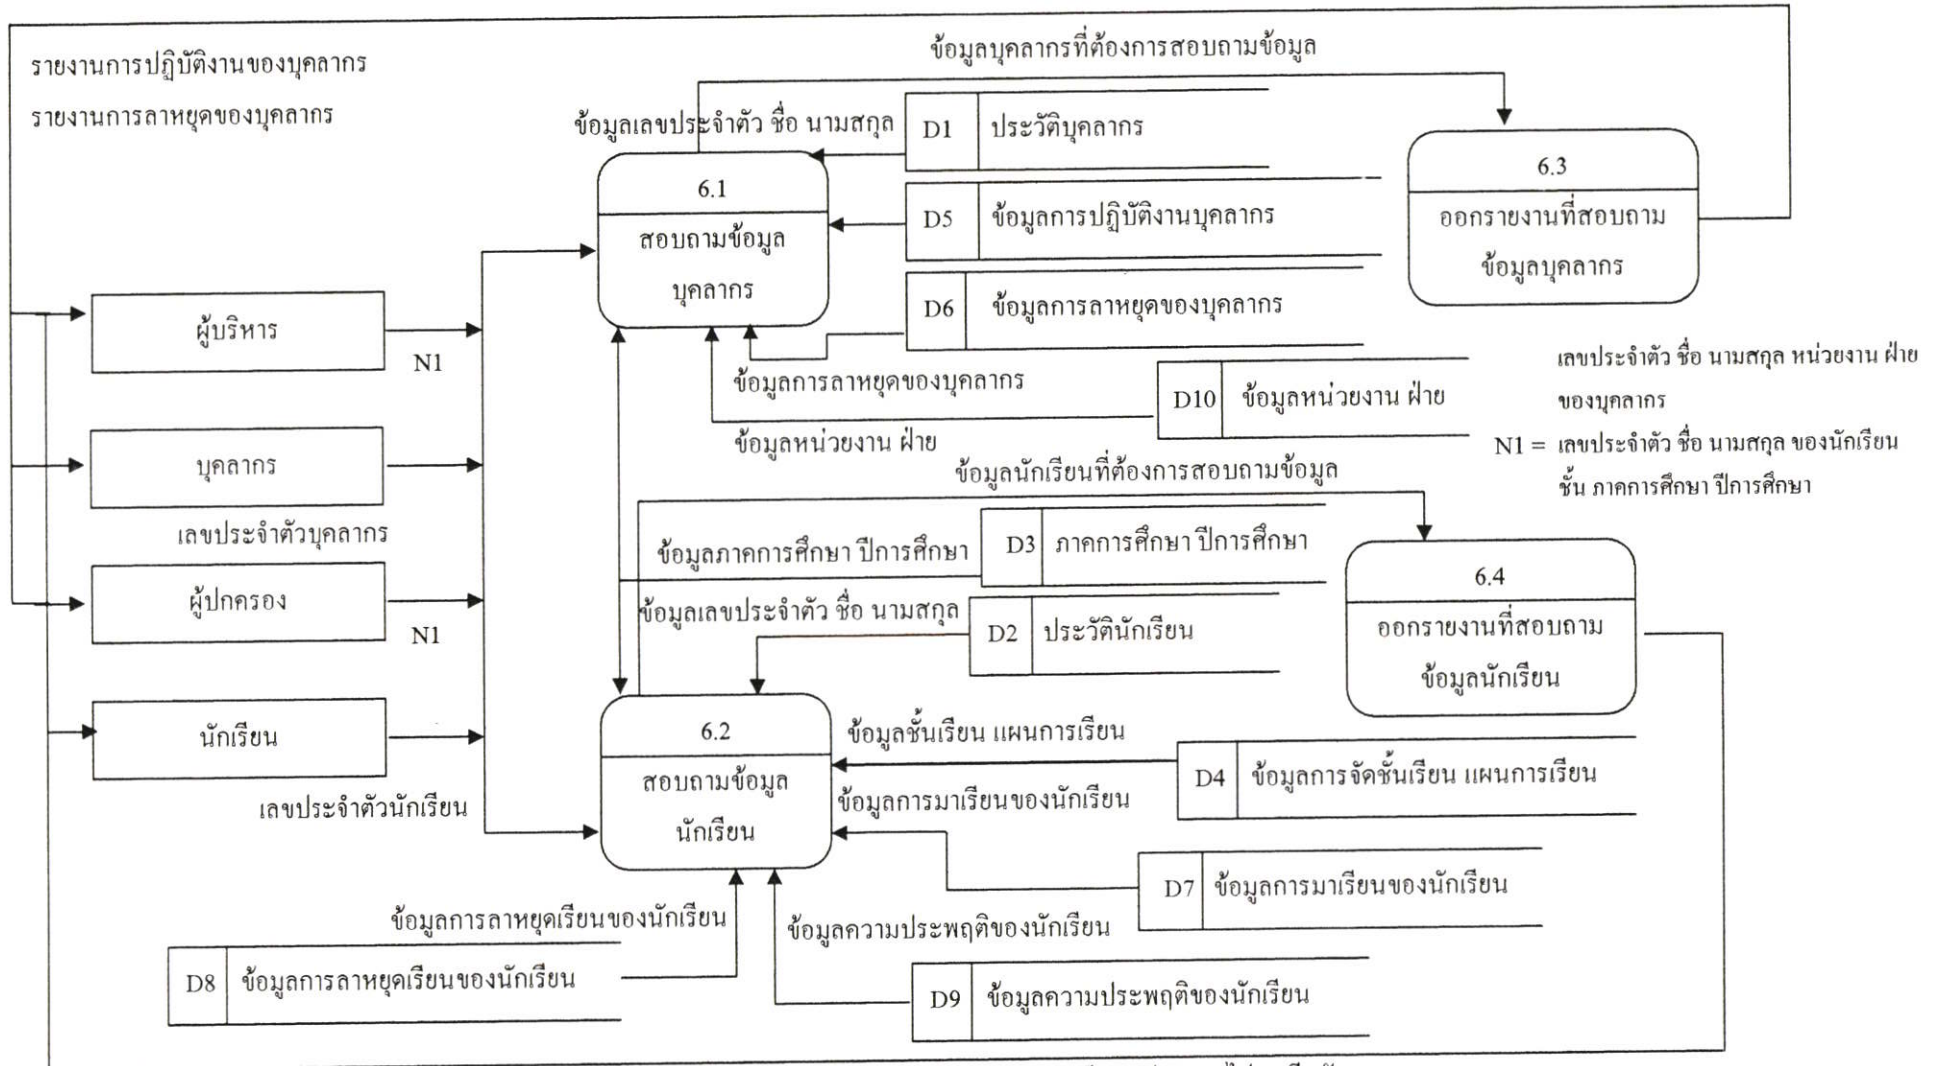 รายงานการปฏิบัติงานของบุคลากร
รายงานการลาหยุดของบุคลากร
ข้อมูลบุคลากรที่ต้องการสอบถามข้อมูล
ข้อมูลเลขประจำตัว ชื่อ นามสกุล
D1 ประวัติบุคลากร
6.1
สอบถามข้อมูล
บุคลากร
D5 ข้อมูลการปฏิบัติงานบุคลากร
D6 ข้อมูลการลาหยุดของบุคลากร
6.3
ออกรายงานที่สอบถาม
ข้อมูลบุคลากร
ผู้บริหาร
N1
ข้อมูลการลาหยุดของบุคลากร
D10 ข้อมูลหน่วยงาน ฝ่าย
ข้อมูลหน่วยงาน ฝ่าย
เลขประจำตัว ชื่อ นามสกุล หน่วยงาน ฝ่าย
ของบุคลากร
N1 = เลขประจำตัว ชื่อ นามสกุล ของนักเรียน
ชั้น ภาคการศึกษา ปีการศึกษา
บุคลากร
เลขประจำตัวบุคลากร
ข้อมูลนักเรียนที่ต้องการสอบถามข้อมูล
ข้อมูลภาคการศึกษา ปีการศึกษา
D3 ภาคการศึกษา ปีการศึกษา
ผู้ปกครอง
N1
ข้อมูลเลขประจำตัว ชื่อ นามสกุล
D2 ประวัตินักเรียน
6.4
ออกรายงานที่สอบถาม
ข้อมูลนักเรียน
นักเรียน
เลขประจำตัวนักเรียน
6.2
สอบถามข้อมูล
นักเรียน
ข้อมูลชั้นเรียน แผนการเรียน
D4 ข้อมูลการจัดชั้นเรียน แผนการเรียน
ข้อมูลการมาเรียนของนักเรียน
D7 ข้อมูลการมาเรียนของนักเรียน
ข้อมูลการลาหยุดเรียนของนักเรียน
ข้อมูลความประพฤติของนักเรียน
D8 ข้อมูลการลาหยุดเรียนของนักเรียน
D9 ข้อมูลความประพฤติของนักเรียน